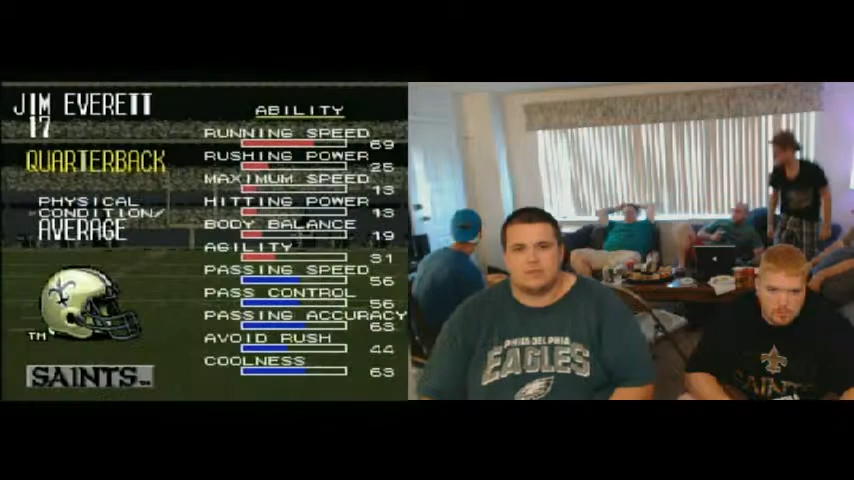 JIM EVERETT
17
QUARTERBACK
PHYSICAL
CONDITION/
AVERAGE
TM
SAINTS
ABILITY
RUNNING SPEED 69
RUSHING POWER 25
MAXIMUM SPEED 13
HITTING POWER 13
BODY BALANCE 19
AGILITY 31
PASSING SPEED 56
PASS CONTROL 56
PASSING ACCURACY 63
AVOID RUSH 44
COOLNESS 63
PHILADELPHIA
EAGLES
SAINTS